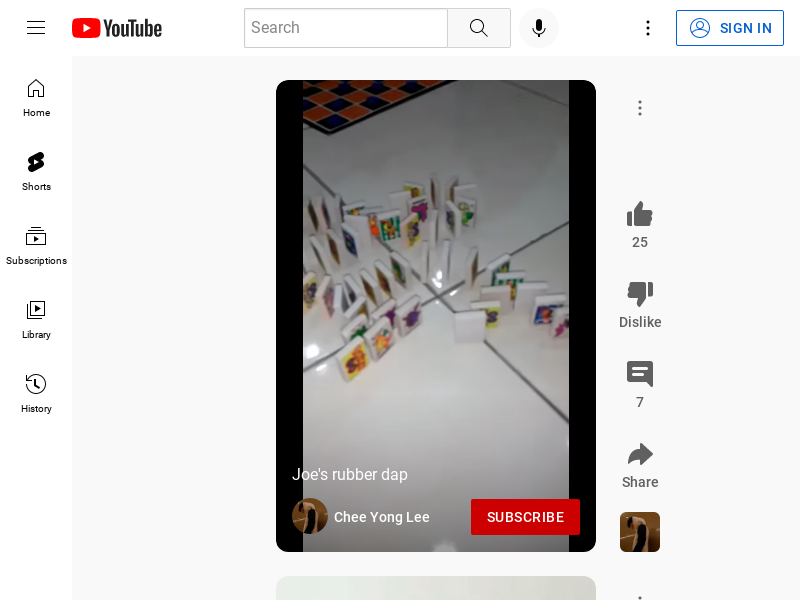 YouTube
Search
SIGN IN
Home
Shorts
Subscriptions
Library
History
Joe's rubber dap
Chee Yong Lee
SUBSCRIBE
25
Dislike
7
Share